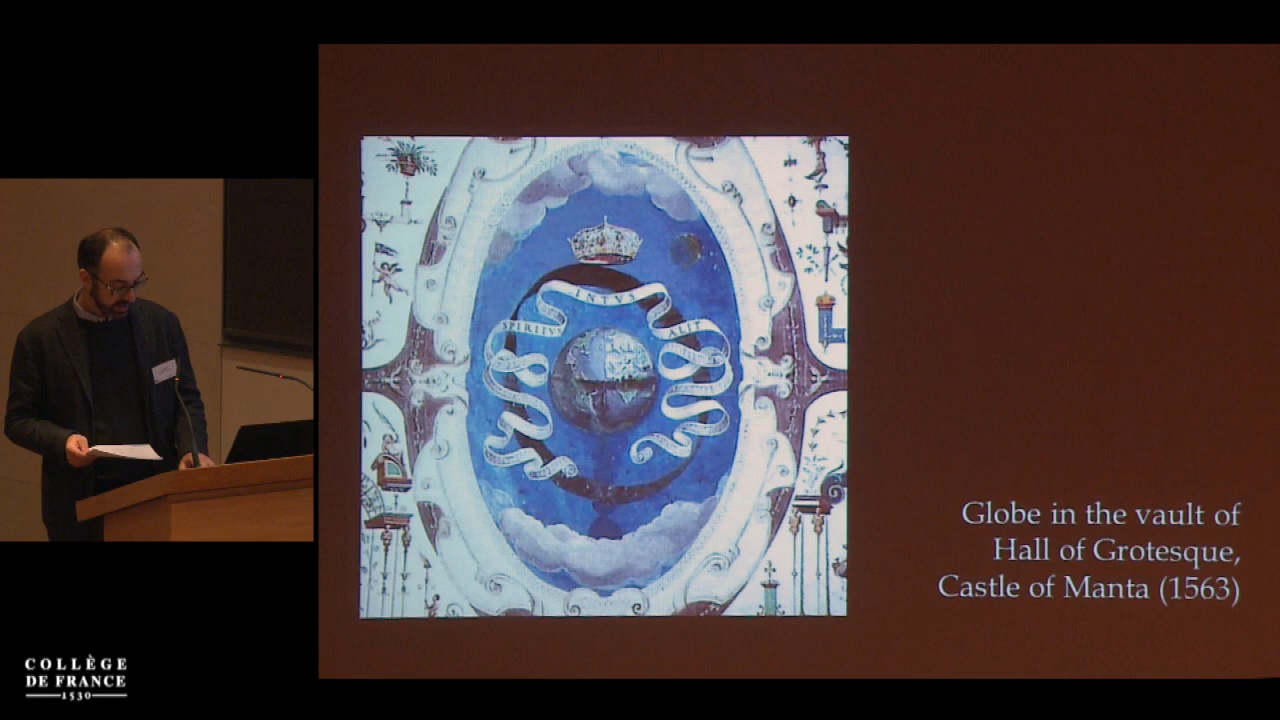 INTVS
SPIRITVS
ALIT
Globe in the vault of
Hall of Grotesque,
Castle of Manta (1563)
COLLÈGE
DE FRANCE
1530